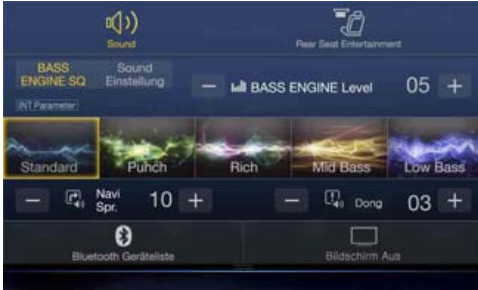 Sound
Rear Seat Entertainment
BASS ENGINE SQ
Sound Einstellung
BASS ENGINE Level
05
INT.Parameter
Standard
Punch
Rich
Mid Bass
Low Bass
Navi Spr.
10
Dong
03
Bluetooth Geräteliste
Bildschirm Aus